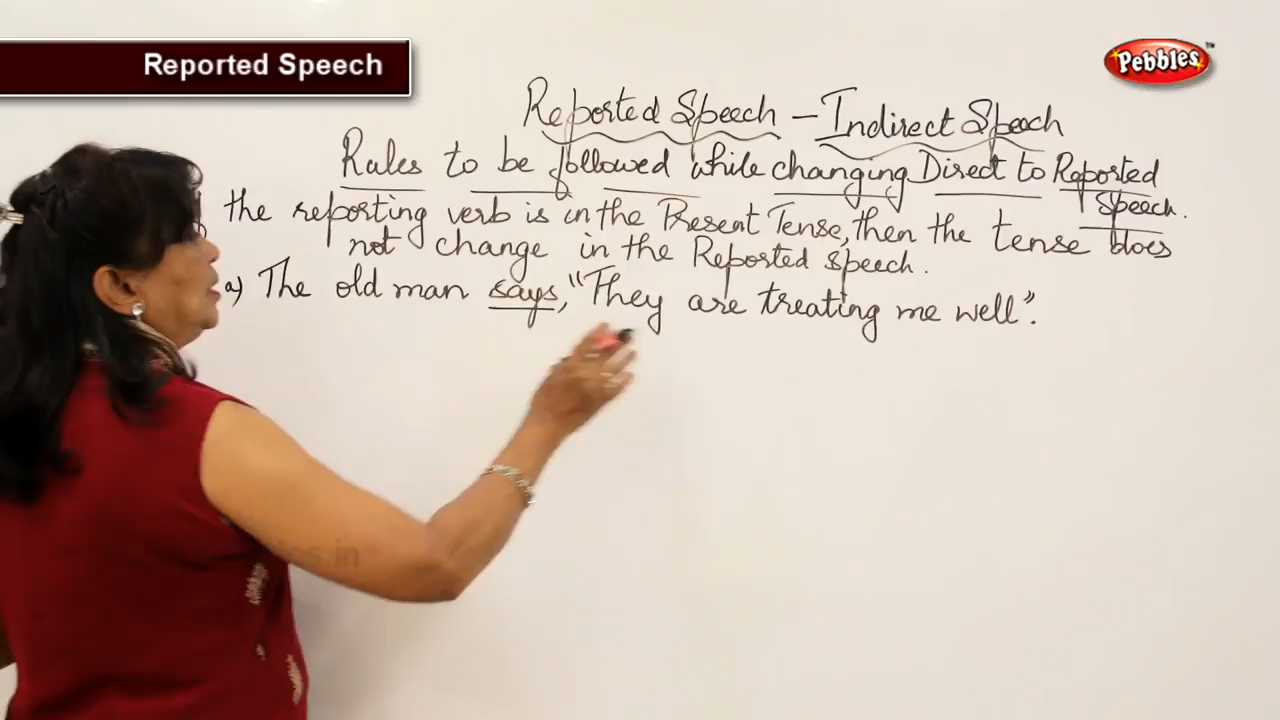 Reported Speech
Pebbles™
Reported Speech – Indirect Speech
Rules to be followed while changing Direct to Reported
Speech.
the reporting verb is in the Present Tense, then the tense does
not change in the Reported Speech.
a) The old man says, "They are treating me well".